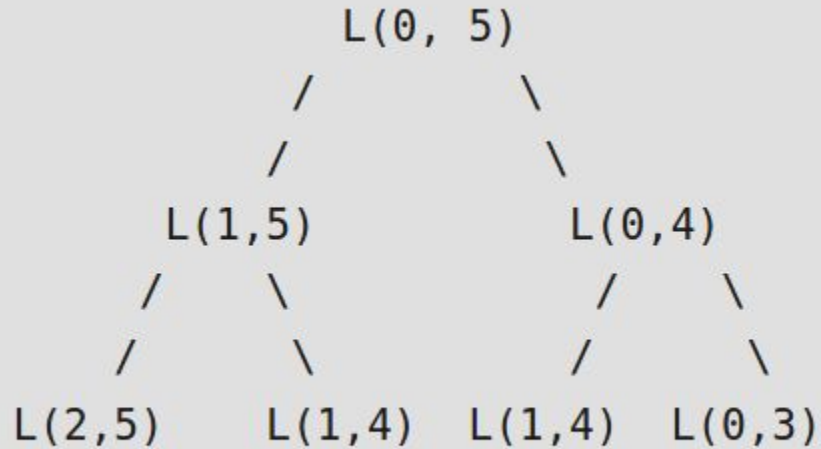 L(0, 5)
/ \
/ \
L(1,5) L(0,4)
/ \ / \
/ \ / \
L(2,5) L(1,4) L(1,4) L(0,3)